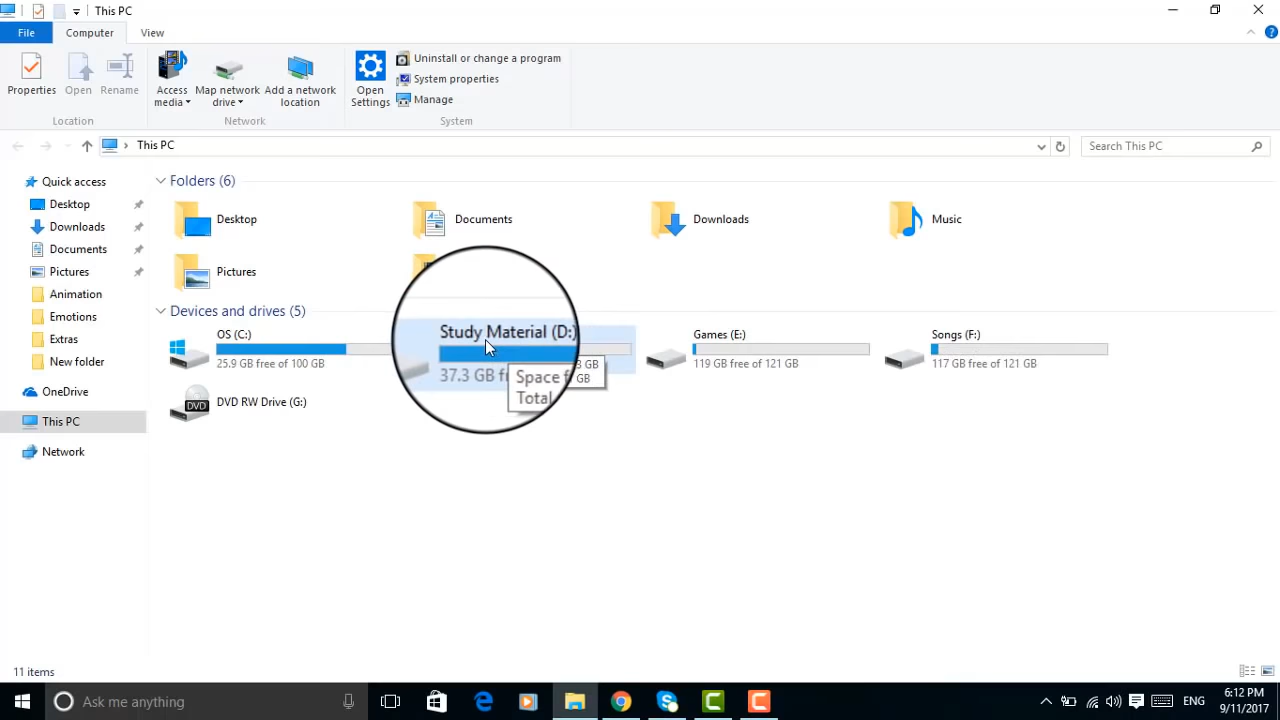 This PC
File
Computer
View
Properties
Open
Rename
Access media
Map network drive
Add a network location
Open Settings
Uninstall or change a program
System properties
Manage
Location
Network
System
This PC
Search This PC
Quick access
Desktop
Downloads
Documents
Pictures
Animation
Emotions
Extras
New folder
OneDrive
This PC
Network
Folders (6)
Desktop
Documents
Downloads
Music
Pictures
Devices and drives (5)
OS (C:)
25.9 GB free of 100 GB
Study Material (D:)
37.3 GB
Space
Total
GB
GB
Games (E:)
119 GB free of 121 GB
Songs (F:)
117 GB free of 121 GB
DVD RW Drive (G:)
DVD
11 items
Ask me anything
ENG
6:12 PM
9/11/2017